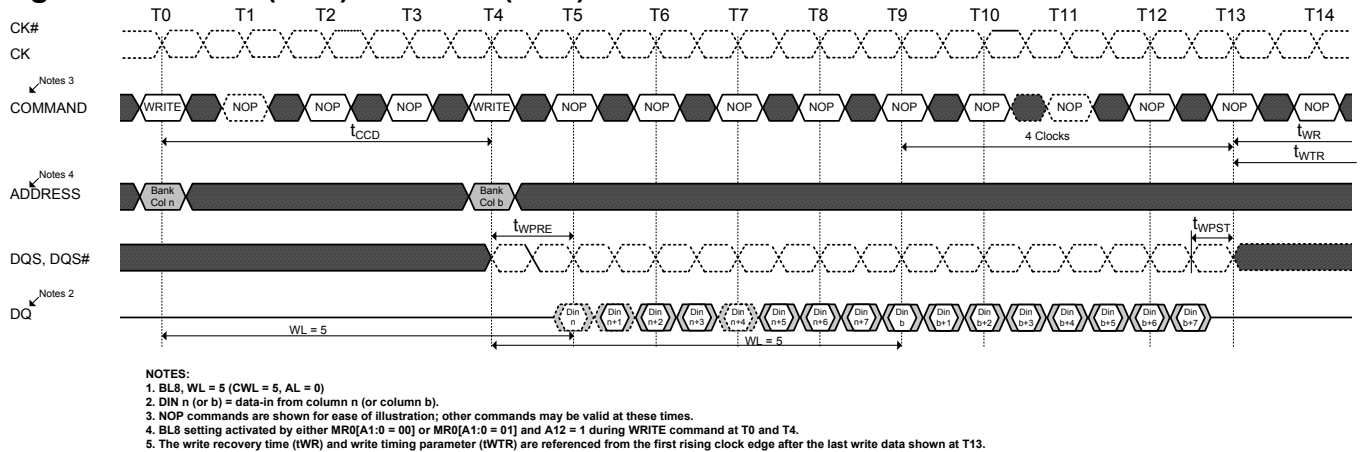 T0 T1 T2 T3 T4 T5 T6 T7 T8 T9 T10 T11 T12 T13 T14
CK#
CK
Notes 3
COMMAND
WRITE NOP NOP NOP WRITE NOP NOP NOP NOP NOP NOP NOP NOP NOP NOP
tCCD
4 Clocks
tWR
tWTR
Notes 4
ADDRESS
Bank Bank
Col n Col b
tWPRE
tWPST
DQS, DQS#
Notes 2
DQ
Din Din Din Din Din Din Din Din Din Din Din Din Din Din Din Din
n n+1 n+2 n+3 n+4 n+5 n+6 n+7 b b+1 b+2 b+3 b+4 b+5 b+6 b+7
WL = 5
WL = 5
NOTES:
1. BL8, WL = 5 (CWL = 5, AL = 0)
2. DIN n (or b) = data-in from column n (or column b).
3. NOP commands are shown for ease of illustration; other commands may be valid at these times.
4. BL8 setting activated by either MR0[A1:0 = 00] or MR0[A1:0 = 01] and A12 = 1 during WRITE command at T0 and T4.
5. The write recovery time (tWR) and write timing parameter (tWTR) are referenced from the first rising clock edge after the last write data shown at T13.